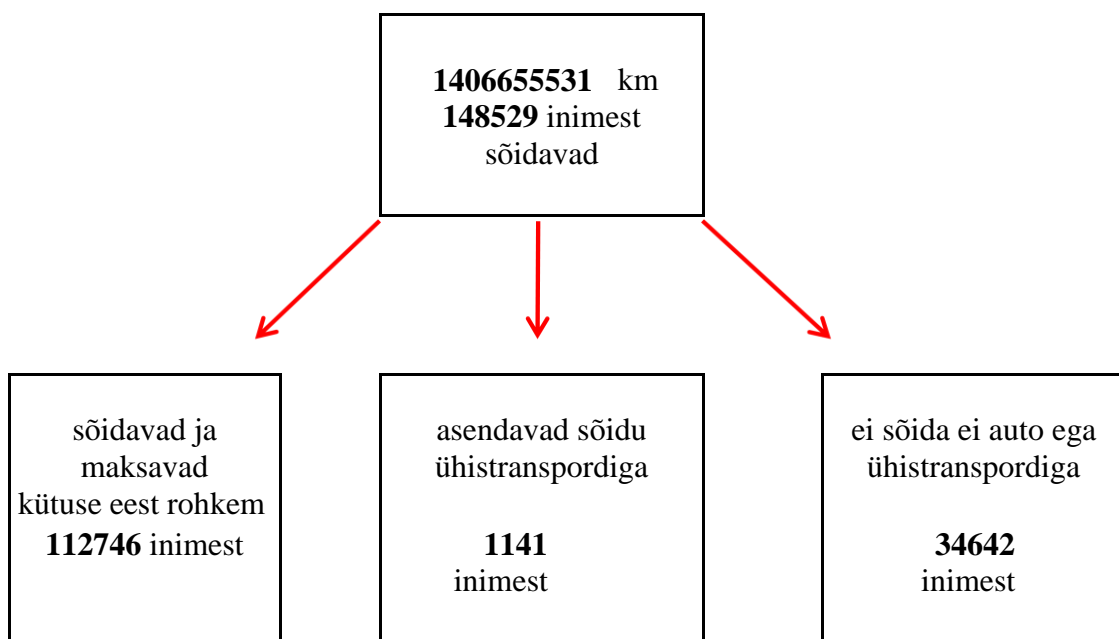 1406655531 km
148529 inimest
sõidavad
sõidavad ja
maksavad
kütuse eest rohkem
112746 inimest
asendavad sõidu
ühistranspordiga
1141
inimest
ei sõida ei auto ega
ühistranspordiga
34642
inimest